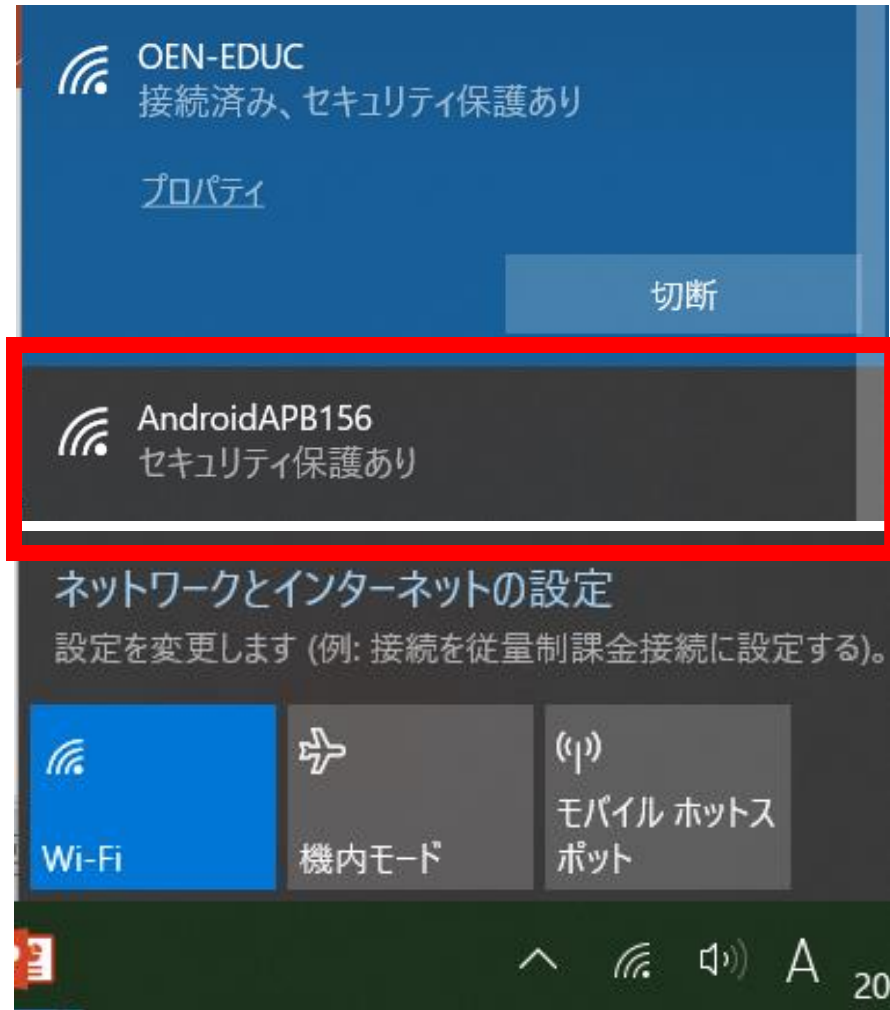 OEN-EDUC
接続済み、セキュリティ保護あり
プロパティ
切断
AndroidAPB156
セキュリティ保護あり
ネットワークとインターネットの設定
設定を変更します (例: 接続を従量制課金接続に設定する)。
Wi-Fi
機内モード
モバイル ホットス
ポット
A
20